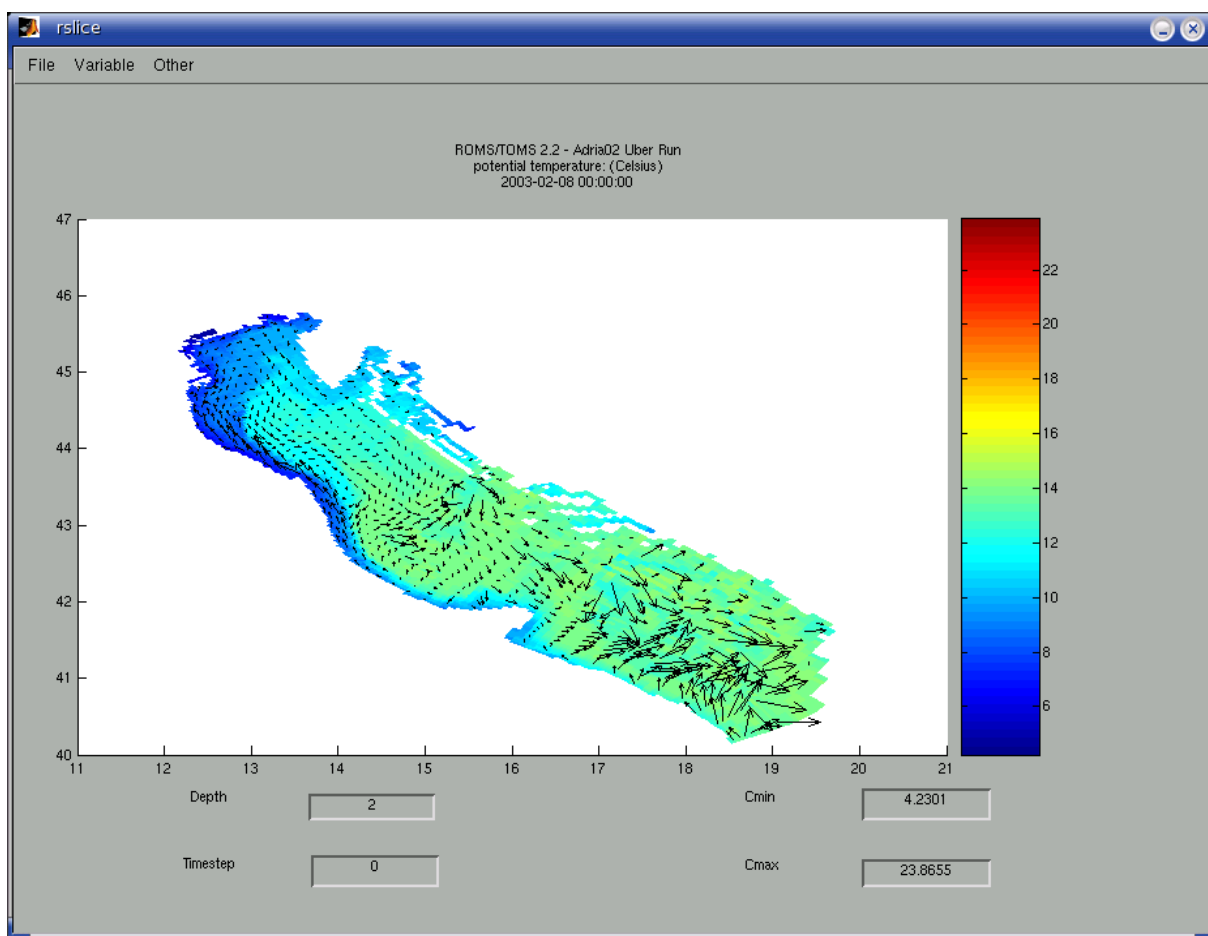 rslice
File Variable Other
ROMS/TOMS 2.2 - Adria02 Uber Run
potential temperature: (Celsius)
2003-02-08 00:00:00
47
46
45
44
43
42
41
40
11 12 13 14 15 16 17 18 19 20 21
22
20
18
16
14
12
10
8
6
Depth 2 Cmin 4.2301
Timestep 0 Cmax 23.8655